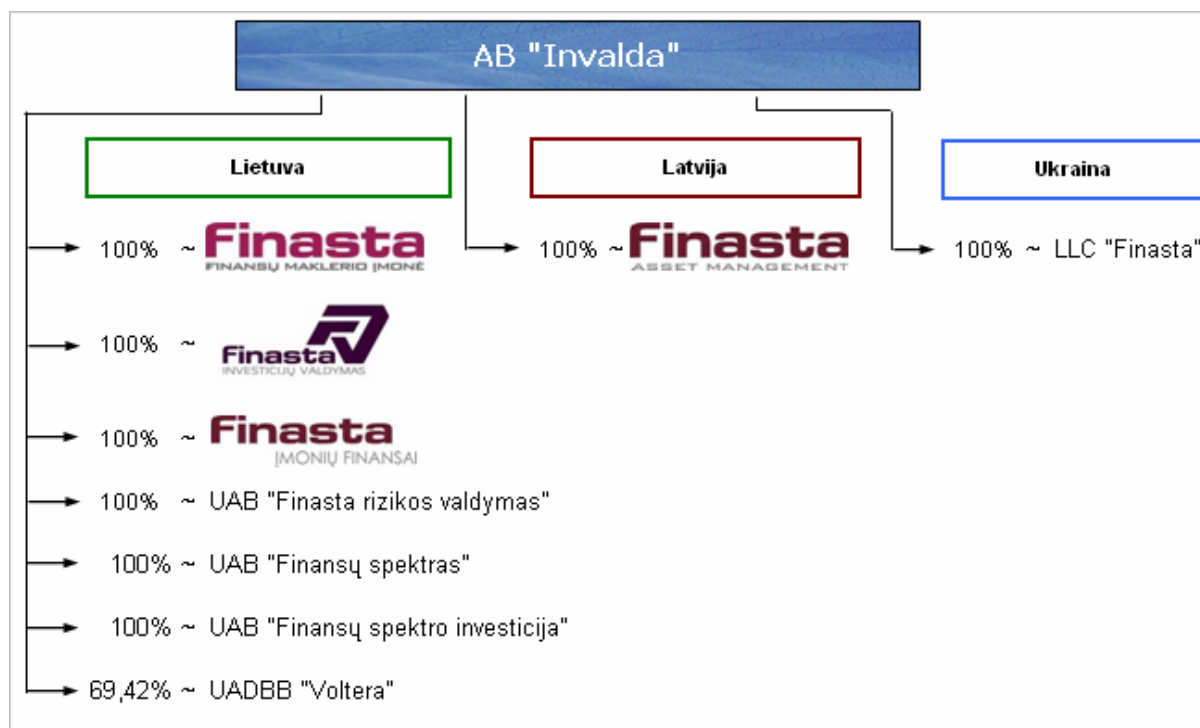 AB "Invalda"
Lietuva
Latvija
Ukraina
100% ~ Finasta
FINANSŲ MAKLERIO ĮMONĖ
100% ~ Finasta
ASSET MANAGEMENT
100% ~ LLC "Finasta"
100% ~ Finasta
INVESTICIJŲ VALDYMAS
100% ~ Finasta
ĮMONIŲ FINANSAI
100% ~ UAB "Finasta rizikos valdymas"
100% ~ UAB "Finansų spektras"
100% ~ UAB "Finansų spektro investicija"
69,42% ~ UADBB "Voltera"